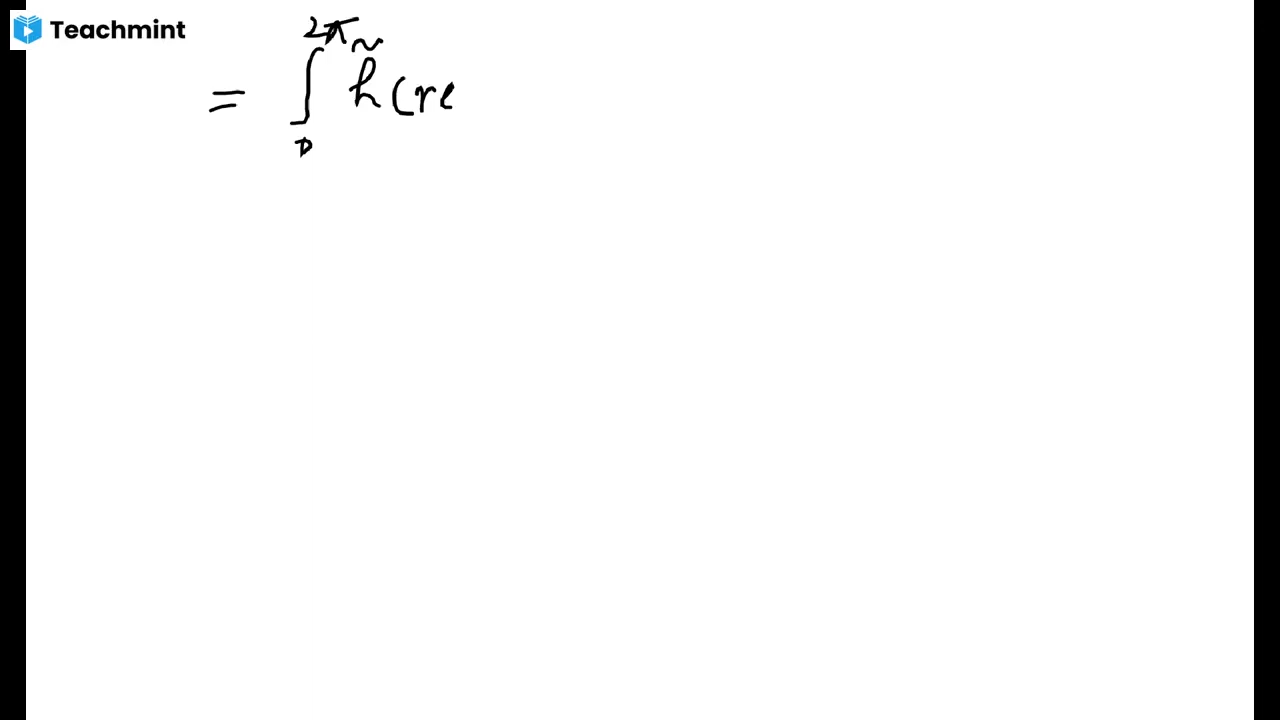 Teachmint
= ∫₀^{2π} h̃ (re